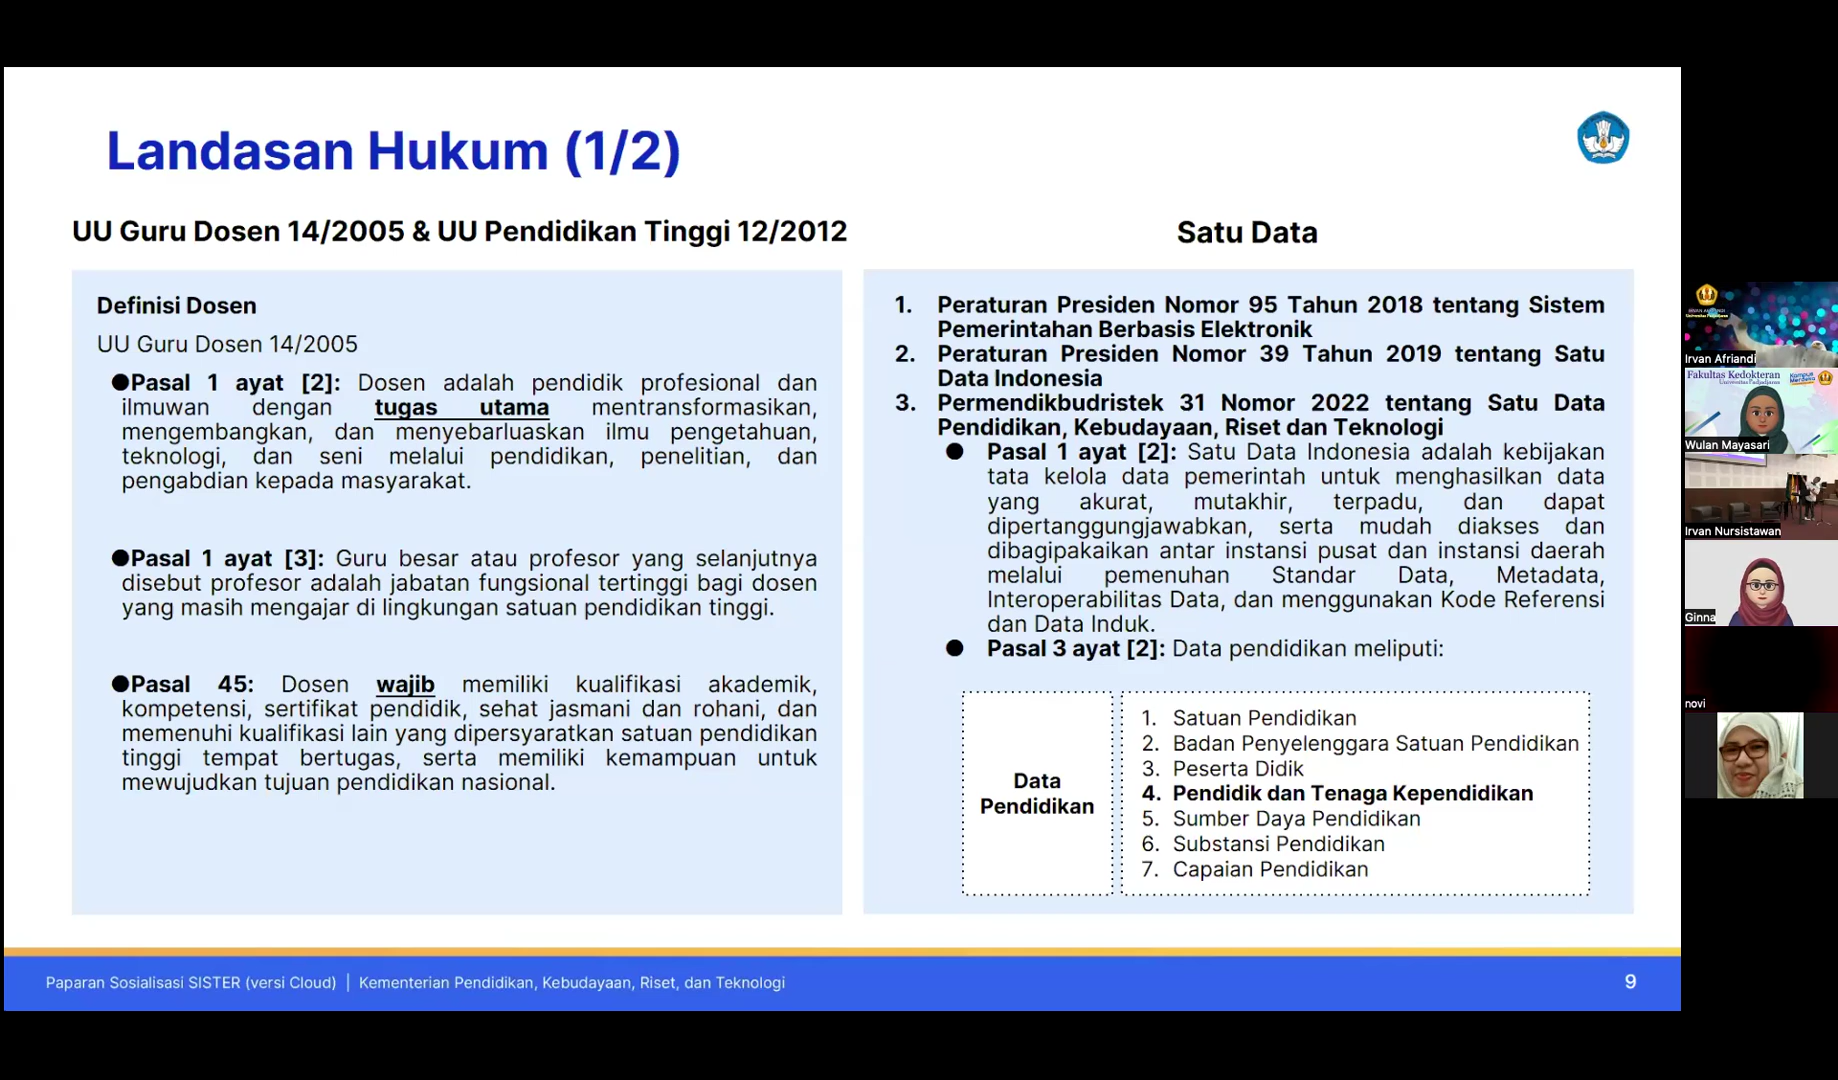 Landasan Hukum (1/2)
UU Guru Dosen 14/2005 & UU Pendidikan Tinggi 12/2012
Definisi Dosen
UU Guru Dosen 14/2005
●Pasal 1 ayat [2]: Dosen adalah pendidik profesional dan
ilmuwan dengan tugas utama mentransformasikan,
mengembangkan, dan menyebarluaskan ilmu pengetahuan,
teknologi, dan seni melalui pendidikan, penelitian, dan
pengabdian kepada masyarakat.
●Pasal 1 ayat [3]: Guru besar atau profesor yang selanjutnya
disebut profesor adalah jabatan fungsional tertinggi bagi dosen
yang masih mengajar di lingkungan satuan pendidikan tinggi.
●Pasal 45: Dosen wajib memiliki kualifikasi akademik,
kompetensi, sertifikat pendidik, sehat jasmani dan rohani, dan
memenuhi kualifikasi lain yang dipersyaratkan satuan pendidikan
tinggi tempat bertugas, serta memiliki kemampuan untuk
mewujudkan tujuan pendidikan nasional.
Satu Data
1. Peraturan Presiden Nomor 95 Tahun 2018 tentang Sistem
Pemerintahan Berbasis Elektronik
2. Peraturan Presiden Nomor 39 Tahun 2019 tentang Satu
Data Indonesia
3. Permendikbudristek 31 Nomor 2022 tentang Satu Data
Pendidikan, Kebudayaan, Riset dan Teknologi
● Pasal 1 ayat [2]: Satu Data Indonesia adalah kebijakan
tata kelola data pemerintah untuk menghasilkan data
yang akurat, mutakhir, terpadu, dan dapat
dipertanggungjawabkan, serta mudah diakses dan
dibagipakaikan antar instansi pusat dan instansi daerah
melalui pemenuhan Standar Data, Metadata,
Interoperabilitas Data, dan menggunakan Kode Referensi
dan Data Induk.
● Pasal 3 ayat [2]: Data pendidikan meliputi:
Data
Pendidikan
1. Satuan Pendidikan
2. Badan Penyelenggara Satuan Pendidikan
3. Peserta Didik
4. Pendidik dan Tenaga Kependidikan
5. Sumber Daya Pendidikan
6. Substansi Pendidikan
7. Capaian Pendidikan
Paparan Sosialisasi SISTER (versi Cloud) | Kementerian Pendidikan, Kebudayaan, Riset, dan Teknologi
9
Irvan Afriandi
Fakultas Kedokteran
Universitas Padjadjaran
Kampus
Merdeka
Wulan Mayasari
Irvan Nursistawan
Ginna
novi